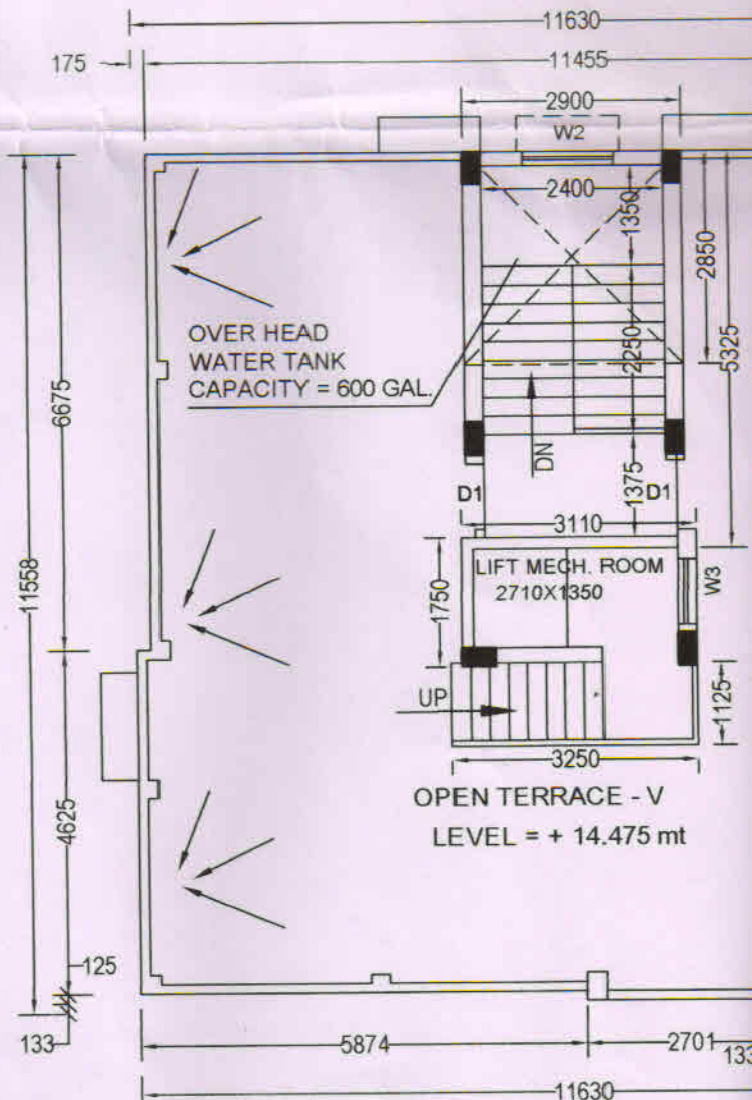 11630
175
11455
2900
W2
2400
1350
2850
OVER HEAD
WATER TANK
CAPACITY = 600 GAL.
2250
5325
6675
DN
D1
1375
D1
3110
11558
LIFT MECH. ROOM
2710X1350
1750
W3
UP
1125
3250
OPEN TERRACE - V
LEVEL = + 14.475 mt
4625
125
133
5874
2701
133
11630